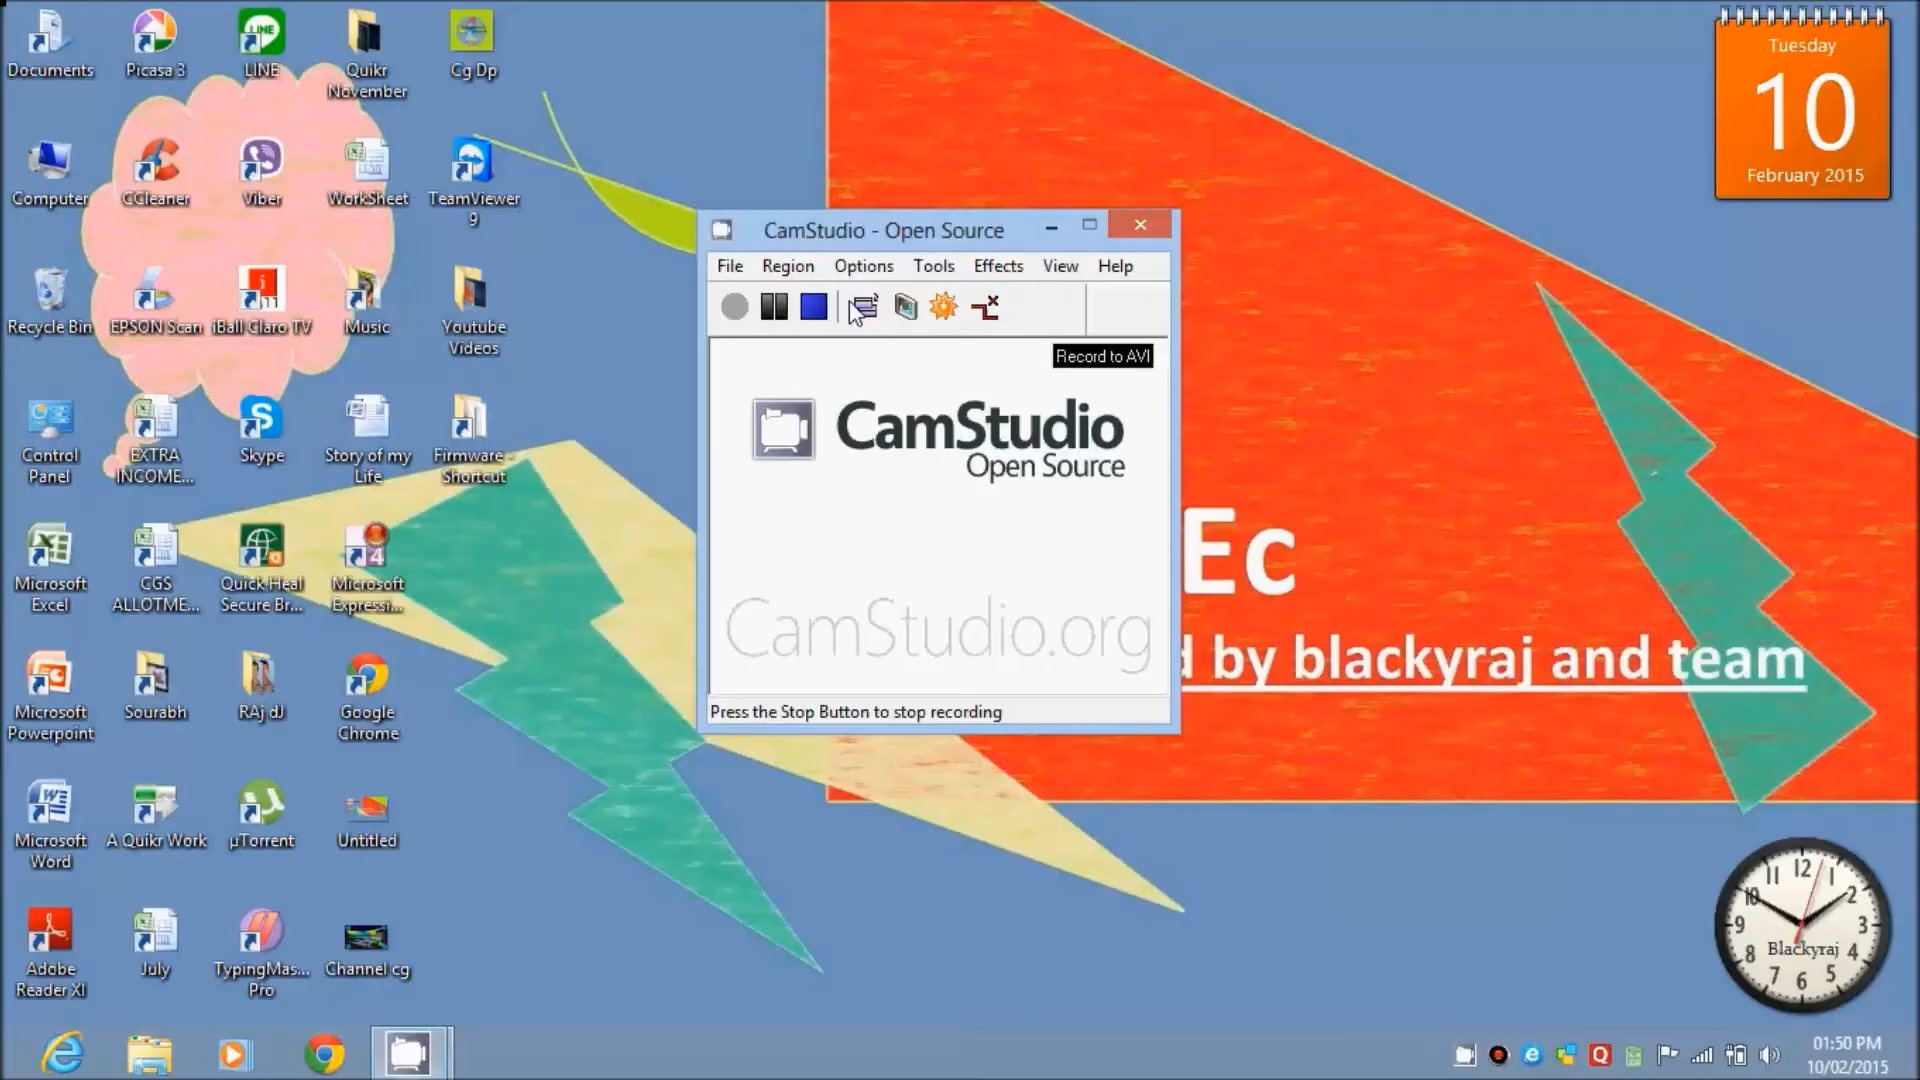 Documents
Picasa 3
LINE
Quikr
November
Cg Dp
Computer
CCleaner
Viber
WorkSheet
TeamViewer
9
Recycle Bin
EPSON Scan
iBall Claro TV
Music
Youtube
Videos
Control
Panel
EXTRA
INCOME...
Skype
Story of my
Life
Firmware -
Shortcut
Microsoft
Excel
CGS
ALLOTME...
Quick Heal
Secure Br...
Microsoft
Expressi...
Microsoft
Powerpoint
Sourabh
RAj dJ
Google
Chrome
Microsoft
Word
A Quikr Work
µTorrent
Untitled
Adobe
Reader XI
July
TypingMas...
Pro
Channel cg
CamStudio - Open Source
File Region Options Tools Effects View Help
Record to AVI
CamStudio
Open Source
CamStudio.org
Press the Stop Button to stop recording
Ec
d by blackyraj and team
Tuesday
10
February 2015
12
11 1
10 2
9 3
Blackyraj
8 4
7 5
6
01:50 PM
10/02/2015